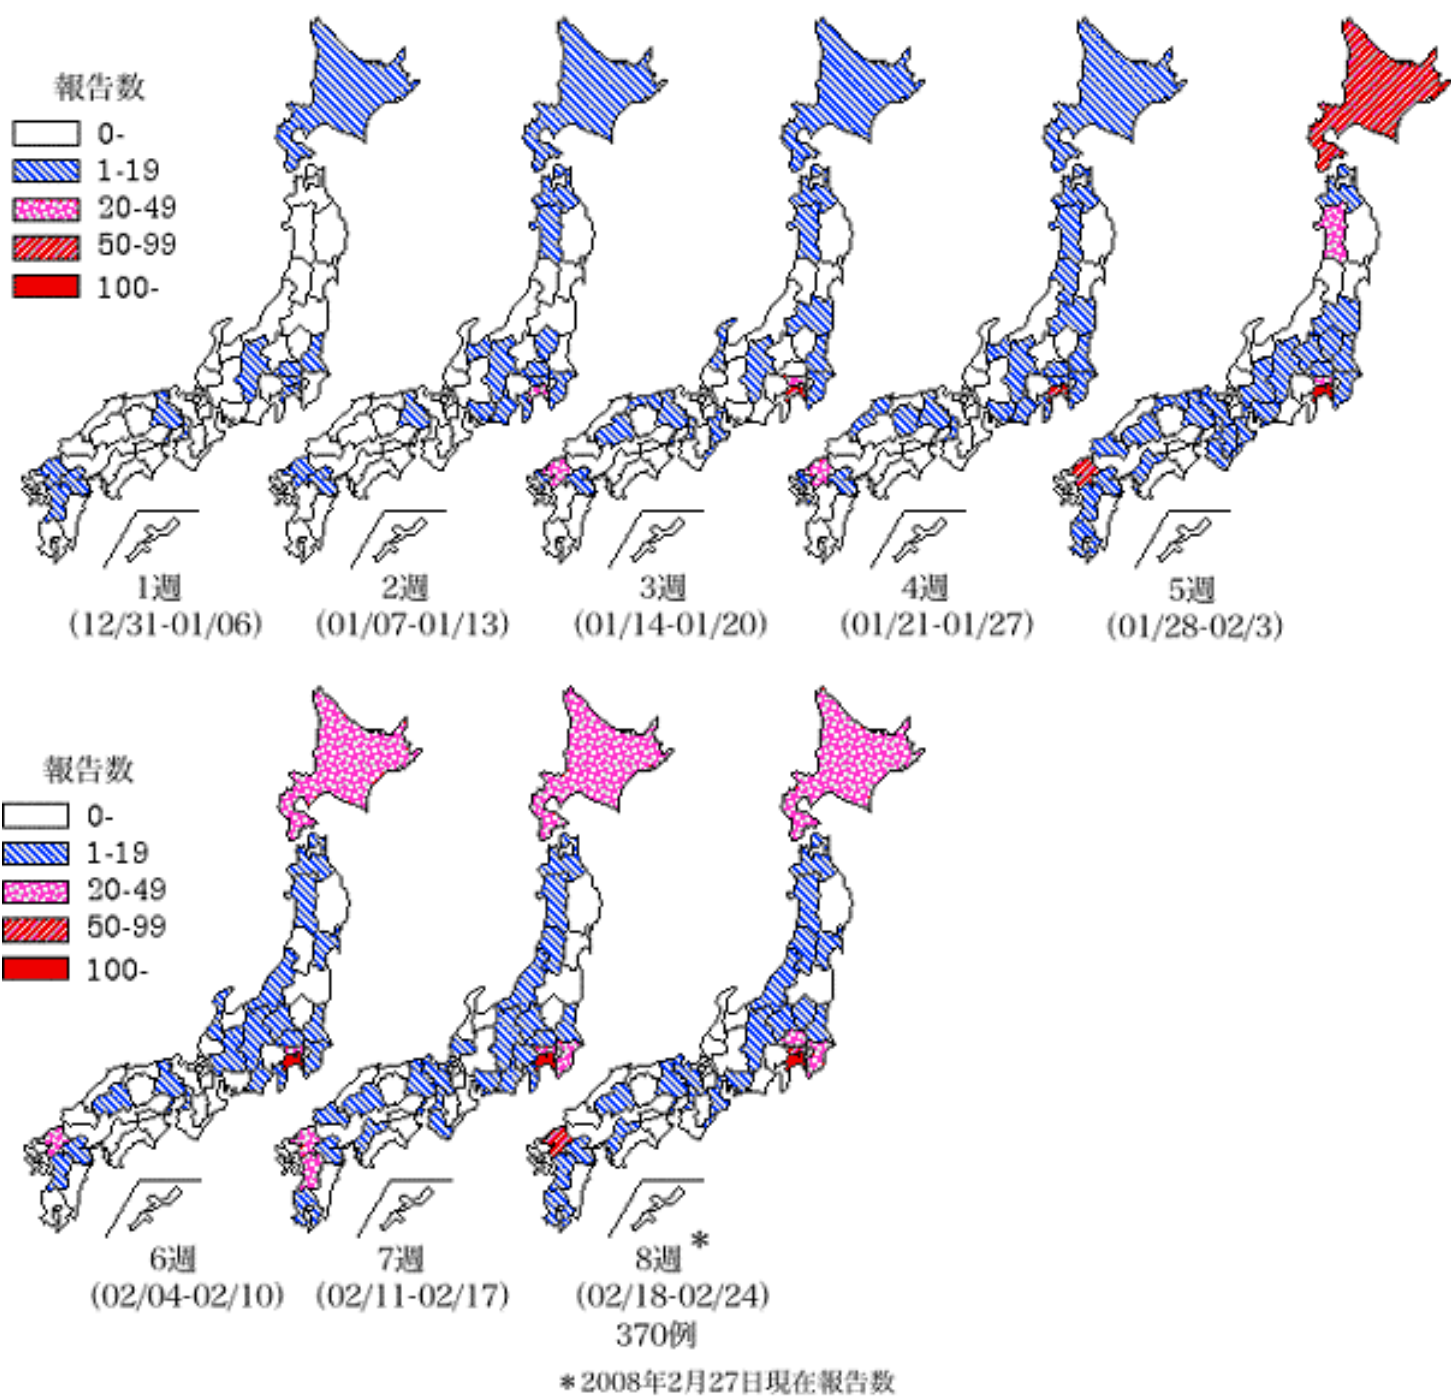 報告数
0-
1-19
20-49
50-99
100-
1週
(12/31-01/06)
2週
(01/07-01/13)
3週
(01/14-01/20)
4週
(01/21-01/27)
5週
(01/28-02/3)
報告数
0-
1-19
20-49
50-99
100-
6週
(02/04-02/10)
7週
(02/11-02/17)
8週*
(02/18-02/24)
370例
*2008年2月27日現在報告数